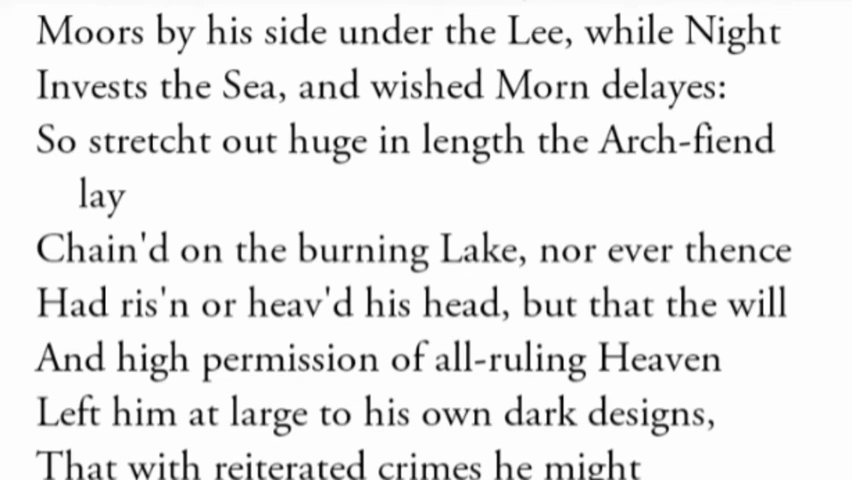 Moors by his side under the Lee, while Night
Invests the Sea, and wished Morn delayes:
So stretcht out huge in length the Arch-fiend
lay
Chain'd on the burning Lake, nor ever thence
Had ris'n or heav'd his head, but that the will
And high permission of all-ruling Heaven
Left him at large to his own dark designs,
That with reiterated crimes he might